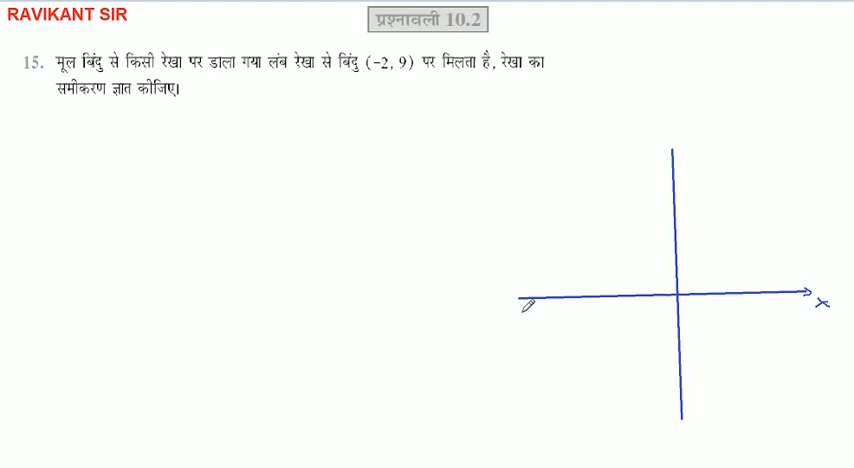 RAVIKANT SIR
प्रश्नावली 10.2
15. मूल बिंदु से किसी रेखा पर डाला गया लंब रेखा से बिंदु (−2, 9) पर मिलता है, रेखा का
समीकरण ज्ञात कीजिए।
x